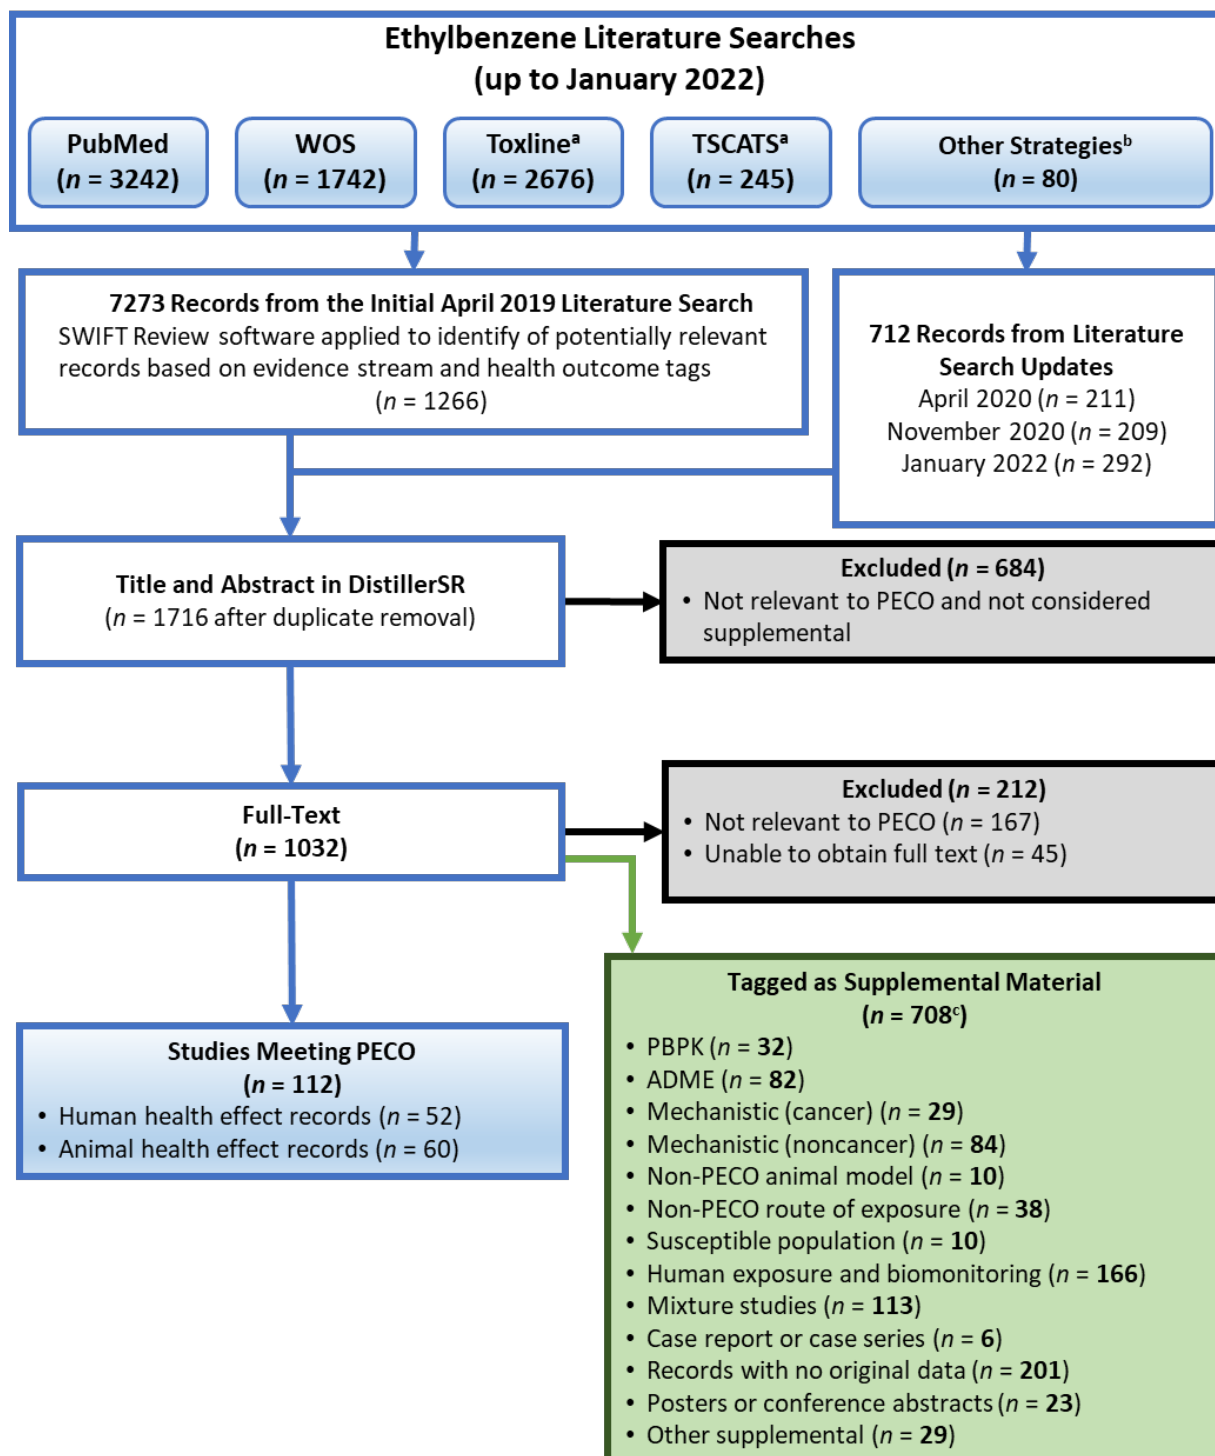 Ethylbenzene Literature Searches
(up to January 2022)
PubMed
(n = 3242)
WOS
(n = 1742)
Toxlineᵃ
(n = 2676)
TSCATSᵃ
(n = 245)
Other Strategiesᵇ
(n = 80)
7273 Records from the Initial April 2019 Literature Search
SWIFT Review software applied to identify of potentially relevant
records based on evidence stream and health outcome tags
(n = 1266)
712 Records from Literature
Search Updates
April 2020 (n = 211)
November 2020 (n = 209)
January 2022 (n = 292)
Title and Abstract in DistillerSR
(n = 1716 after duplicate removal)
Excluded (n = 684)
• Not relevant to PECO and not considered
supplemental
Full-Text
(n = 1032)
Excluded (n = 212)
• Not relevant to PECO (n = 167)
• Unable to obtain full text (n = 45)
Studies Meeting PECO
(n = 112)
• Human health effect records (n = 52)
• Animal health effect records (n = 60)
Tagged as Supplemental Material
(n = 708ᶜ)
• PBPK (n = 32)
• ADME (n = 82)
• Mechanistic (cancer) (n = 29)
• Mechanistic (noncancer) (n = 84)
• Non-PECO animal model (n = 10)
• Non-PECO route of exposure (n = 38)
• Susceptible population (n = 10)
• Human exposure and biomonitoring (n = 166)
• Mixture studies (n = 113)
• Case report or case series (n = 6)
• Records with no original data (n = 201)
• Posters or conference abstracts (n = 23)
• Other supplemental (n = 29)